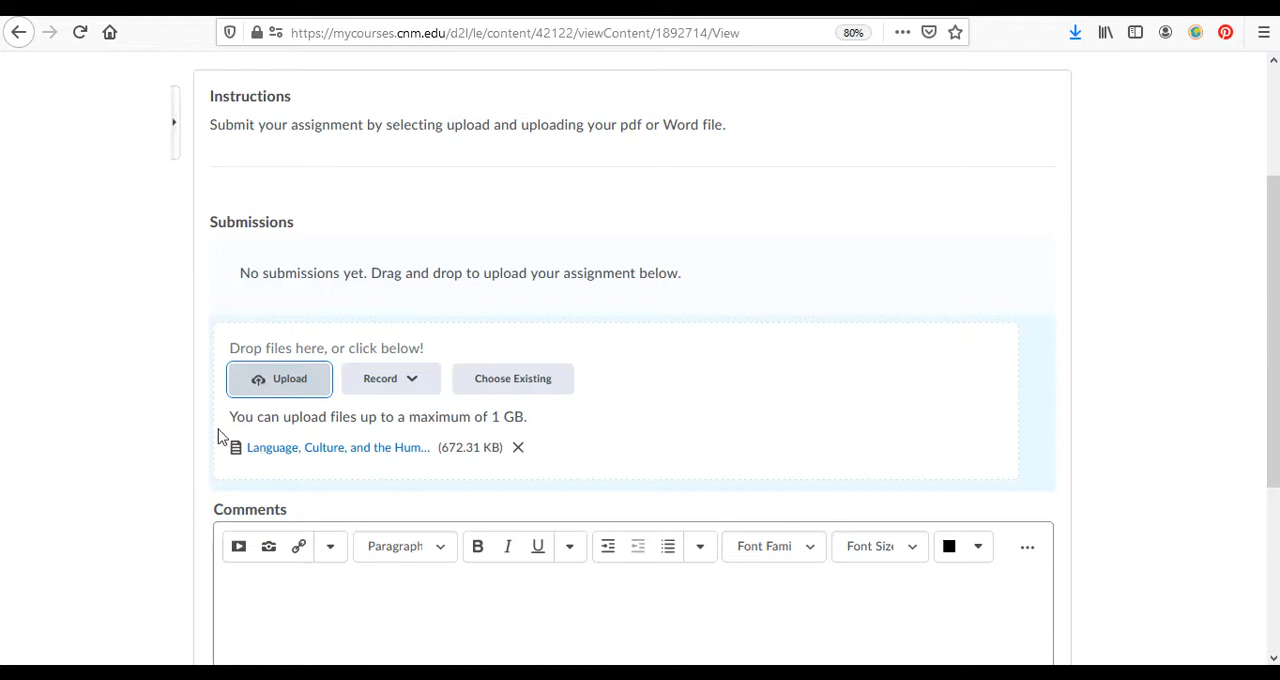 https://mycourses.cnm.edu/d2l/le/content/42122/viewContent/1892714/View
80%
Instructions
Submit your assignment by selecting upload and uploading your pdf or Word file.
Submissions
No submissions yet. Drag and drop to upload your assignment below.
Drop files here, or click below!
Upload
Record
Choose Existing
You can upload files up to a maximum of 1 GB.
Language, Culture, and the Hum... (672.31 KB)
Comments
Paragraph
B I U
Font Fami
Font Siz